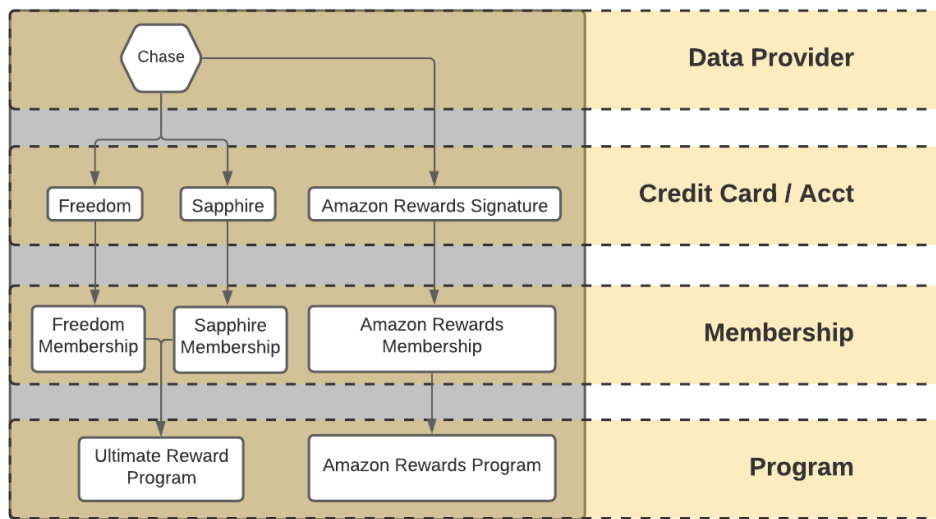 Chase
Data Provider
Freedom
Sapphire
Amazon Rewards Signature
Credit Card / Acct
Freedom
Membership
Sapphire
Membership
Amazon Rewards
Membership
Membership
Ultimate Reward
Program
Amazon Rewards Program
Program